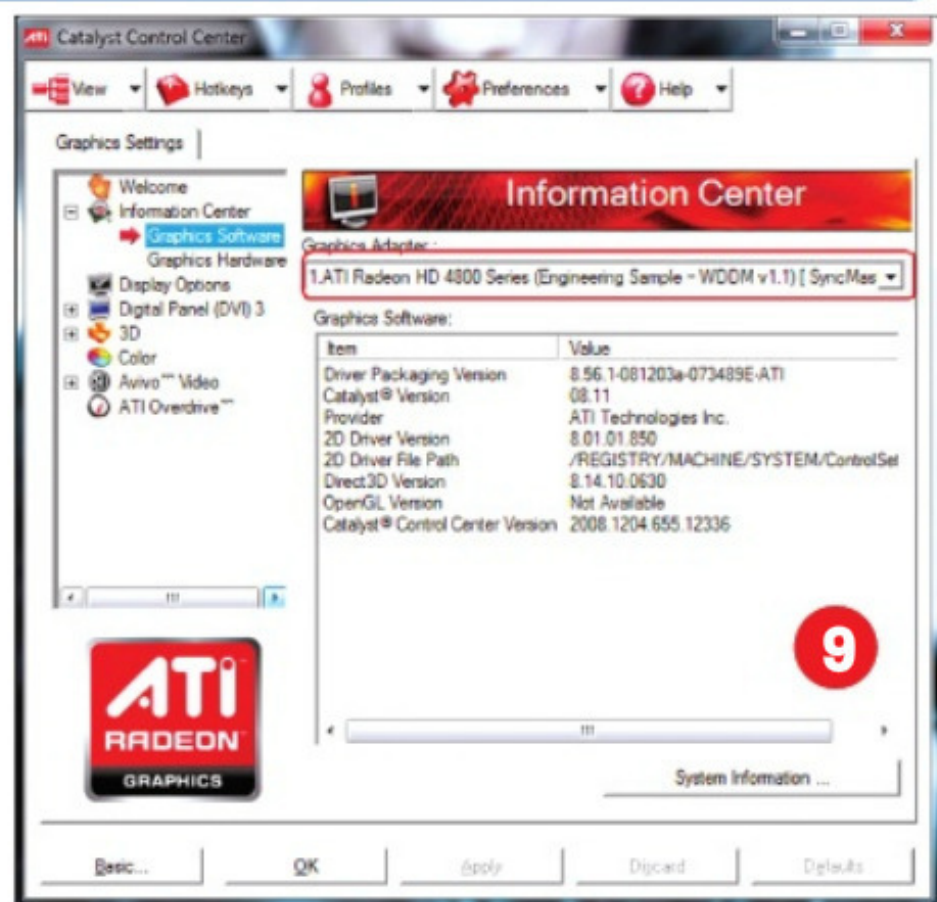 ATI Catalyst Control Center
View Hotkeys Profiles Preferences Help
Graphics Settings
Welcome
Information Center
Graphics Software
Graphics Hardware
Display Options
Digital Panel (DVI) 3
3D
Color
Avivo™ Video
ATI Overdrive™
Information Center
Graphics Adapter :
1.ATI Radeon HD 4800 Series (Engineering Sample - WDDM v1.1) [ SyncMas
Graphics Software:
Item Value
Driver Packaging Version 8.56.1-081203a-073489E-ATI
Catalyst® Version 08.11
Provider ATI Technologies Inc.
2D Driver Version 8.01.01.850
2D Driver File Path /REGISTRY/MACHINE/SYSTEM/ControlSet
Direct3D Version 8.14.10.0630
OpenGL Version Not Available
Catalyst® Control Center Version 2008.1204.655.12336
9
ATI
RADEON
GRAPHICS
System Information ...
Basic... OK Apply Discard Defaults